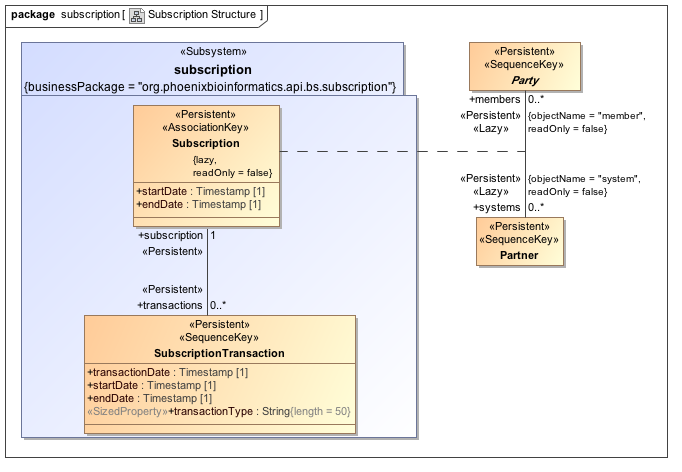 package subscription [ Subscription Structure ]
«Subsystem»
subscription
{businessPackage = "org.phoenixbioinformatics.api.bs.subscription"}
«Persistent»
«AssociationKey»
Subscription
{lazy,
readOnly = false}
+startDate : Timestamp [1]
+endDate : Timestamp [1]
+subscription 1
«Persistent»
«Persistent»
+transactions 0..*
«Persistent»
«SequenceKey»
SubscriptionTransaction
+transactionDate : Timestamp [1]
+startDate : Timestamp [1]
+endDate : Timestamp [1]
«SizedProperty»+transactionType : String{length = 50}
«Persistent»
«SequenceKey»
Party
+members 0..*
«Persistent» {objectName = "member",
«Lazy» readOnly = false}
«Persistent» {objectName = "system",
«Lazy» readOnly = false}
+systems 0..*
«Persistent»
«SequenceKey»
Partner